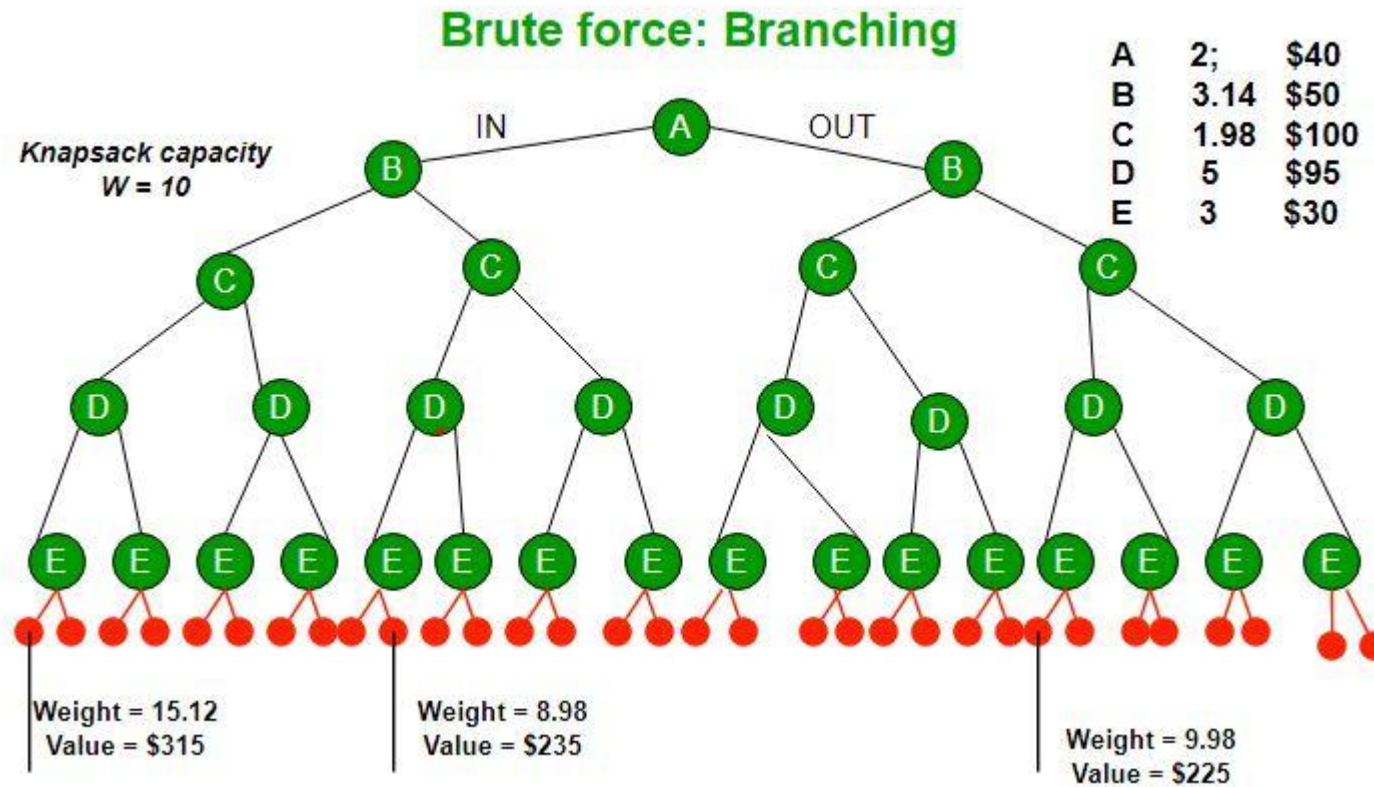 Brute force: Branching
A 2; $40
B 3.14 $50
C 1.98 $100
D 5 $95
E 3 $30
Knapsack capacity
W = 10
IN
OUT
A
B B
C C C C
D D D D D D D D
E E E E E E E E E E E E E E E E
Weight = 15.12
Value = $315
Weight = 8.98
Value = $235
Weight = 9.98
Value = $225